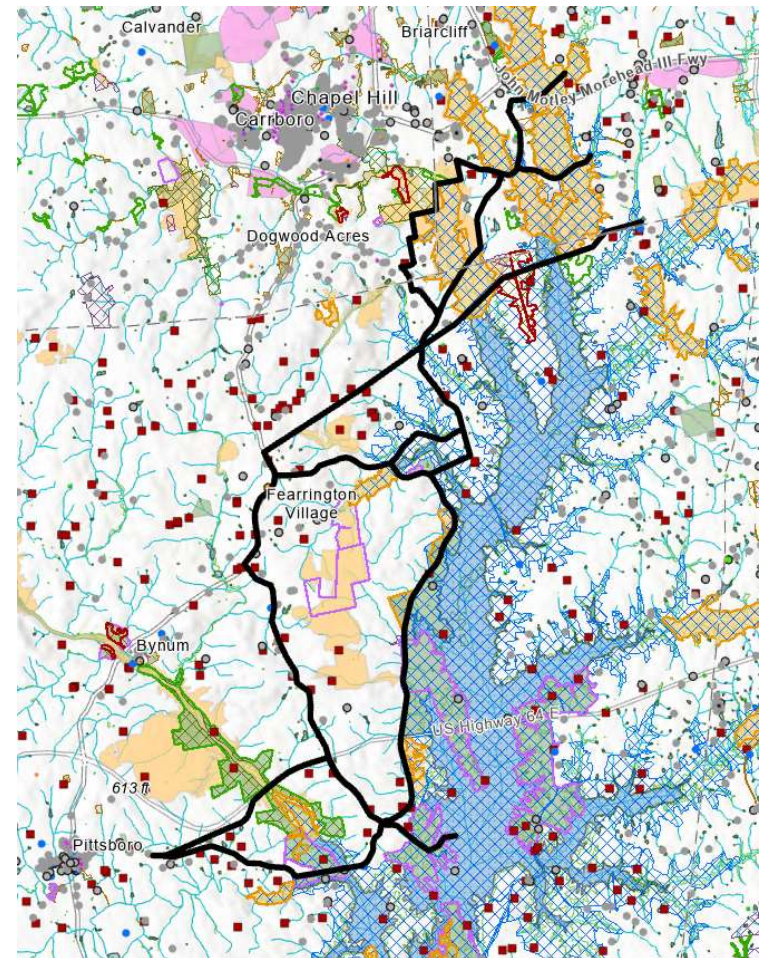 Calvander
Briarcliff
John Motley Morehead III Fwy
Chapel Hill
Carrboro
Dogwood Acres
Fearrington
Village
Bynum
US Highway 64 E
613 ft
Pittsboro